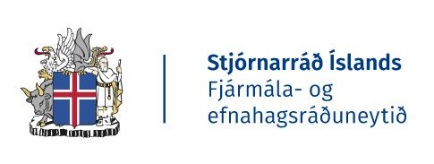 Stjórnarráð Íslands
Fjármála- og
efnahagsráðuneytið